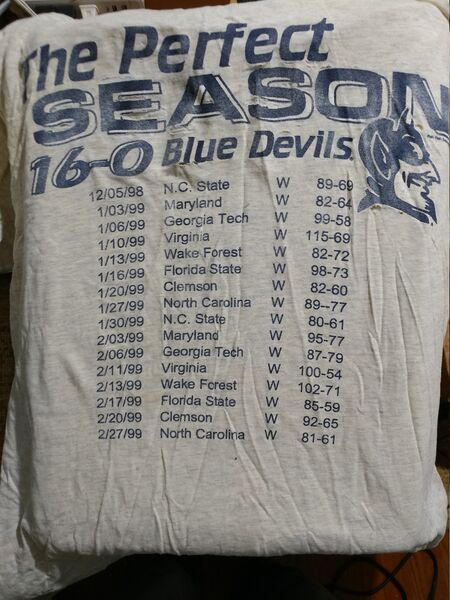 The Perfect
SEASON
16-0 Blue Devils
12/05/98 N.C. State W 89-69
1/03/99 Maryland W 82-64
1/06/99 Georgia Tech W 99-58
1/10/99 Virginia W 115-69
1/13/99 Wake Forest W 82-72
1/16/99 Florida State W 98-73
1/20/99 Clemson W 82-60
1/27/99 North Carolina W 89--77
1/30/99 N.C. State W 80-61
2/03/99 Maryland W 95-77
2/06/99 Georgia Tech W 87-79
2/11/99 Virginia W 100-54
2/13/99 Wake Forest W 102-71
2/17/99 Florida State W 85-59
2/20/99 Clemson W 92-65
2/27/99 North Carolina W 81-61